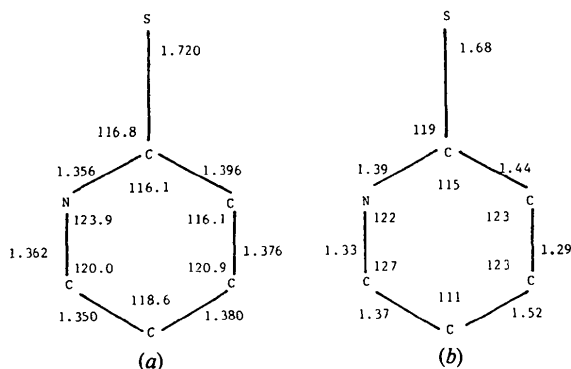 S S
1.720 1.68
116.8 119
C C
1.356 1.396 1.39 1.44
116.1 115
N C N C
123.9 116.1 122 123
1.362 1.376 1.33 1.29
120.0 120.9 127 123
C C C C
118.6 111
1.350 1.380 1.37 1.52
C C
(a) (b)